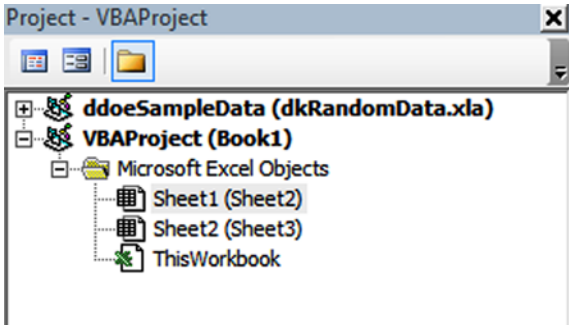 Project - VBAProject
ddoeSampleData (dkRandomData.xla)
VBAProject (Book1)
Microsoft Excel Objects
Sheet1 (Sheet2)
Sheet2 (Sheet3)
ThisWorkbook